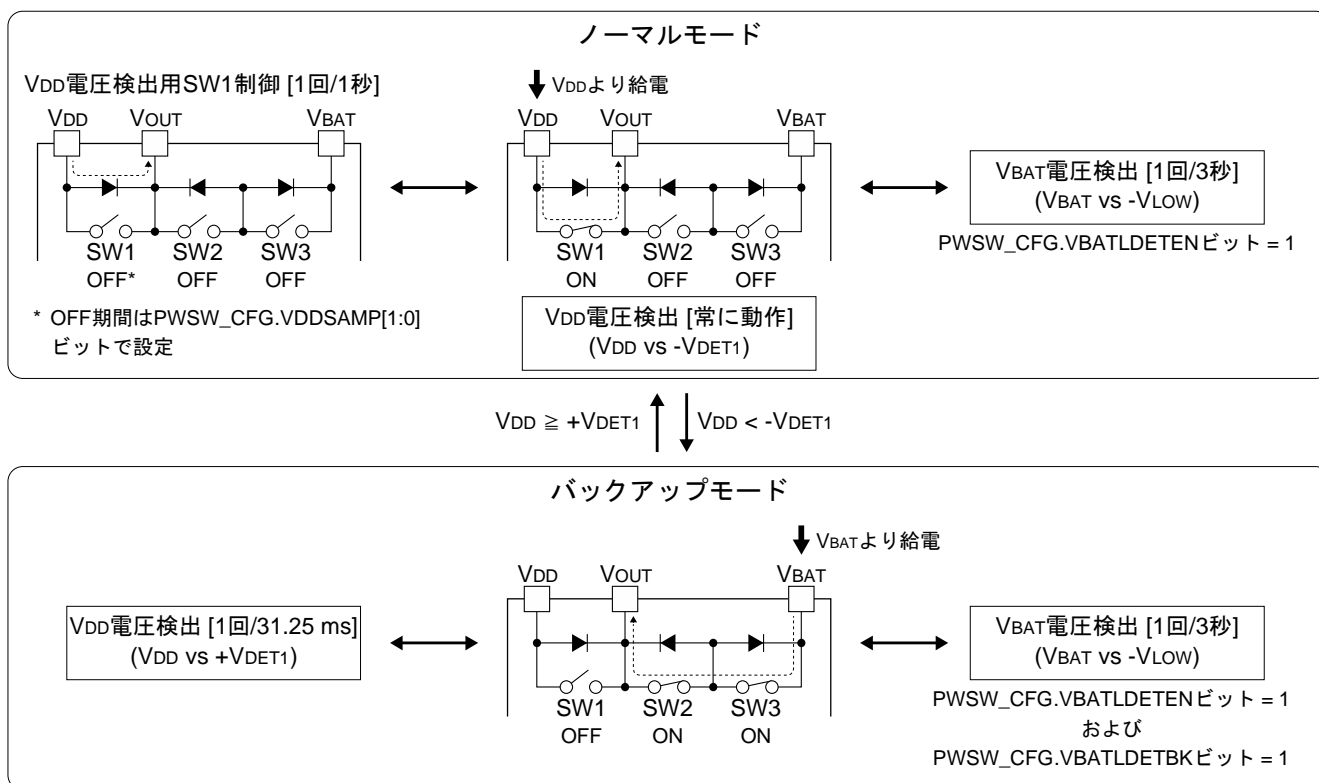 ノーマルモード
VDD電圧検出用SW1制御 [1回/1秒]
VDD VOUT VBAT
SW1 SW2 SW3
OFF* OFF OFF
* OFF期間はPWSW_CFG.VDDSAMP[1:0]
ビットで設定
VDDより給電
VDD VOUT VBAT
SW1 SW2 SW3
ON OFF OFF
VDD電圧検出 [常に動作]
(VDD vs -VDET1)
VBAT電圧検出 [1回/3秒]
(VBAT vs -VLOW)
PWSW_CFG.VBATLDETENビット = 1
VDD ≧ +VDET1 VDD < -VDET1
バックアップモード
VDD電圧検出 [1回/31.25 ms]
(VDD vs +VDET1)
VBATより給電
VDD VOUT VBAT
SW1 SW2 SW3
OFF ON ON
VBAT電圧検出 [1回/3秒]
(VBAT vs -VLOW)
PWSW_CFG.VBATLDETENビット = 1
および
PWSW_CFG.VBATLDETBKビット = 1